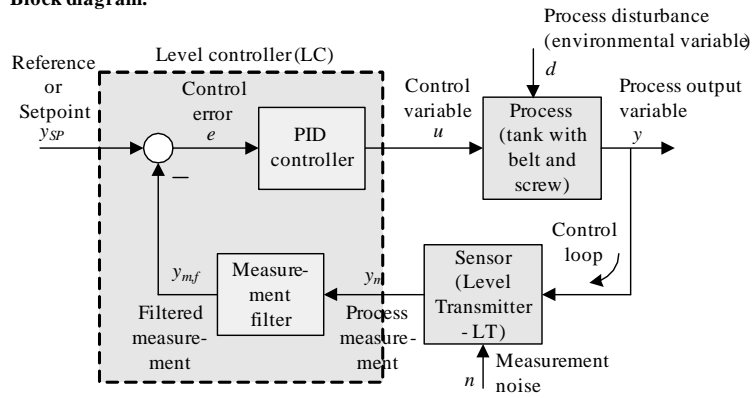 Block diagram:
Process disturbance
(environmental variable)
d
Level controller (LC)
Reference
or
Setpoint
ySP
Control
error
e
PID
controller
Control
variable
u
Process
(tank with
belt and
screw)
Process output
variable
y
Control
loop
Sensor
(Level
Transmitter
- LT)
ym
Process
measure-
ment
Measure-
ment
filter
ym,f
Filtered
measure-
ment
n
Measurement
noise